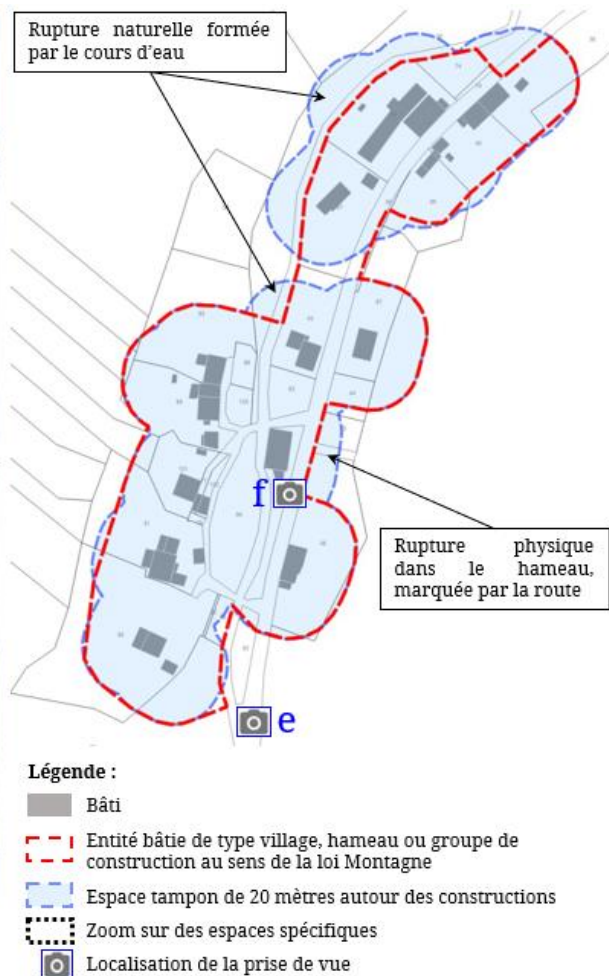 Rupture naturelle formée
par le cours d’eau
f
Rupture physique
dans le hameau,
marquée par la route
e
Légende :
Bâti
Entité bâtie de type village, hameau ou groupe de
construction au sens de la loi Montagne
Espace tampon de 20 mètres autour des constructions
Zoom sur des espaces spécifiques
Localisation de la prise de vue